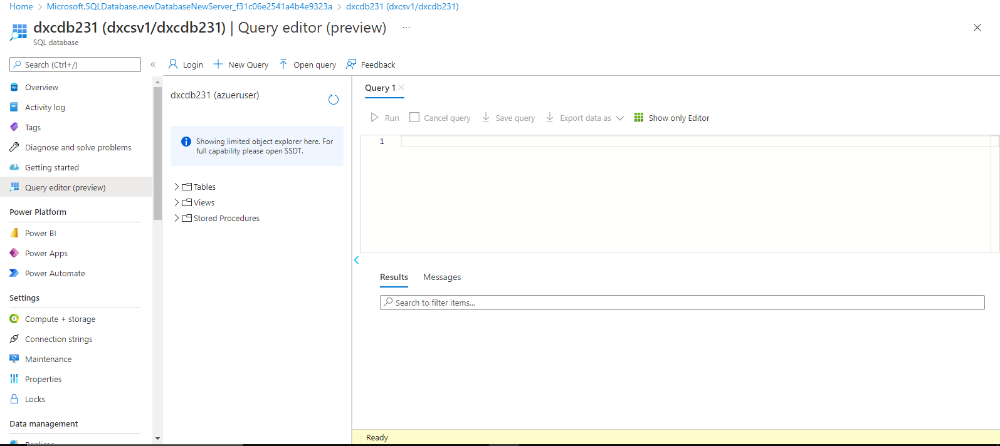 Home > Microsoft.SQLDatabase.newDatabaseNewServer_f31c06e2541a4b4e9323a > dxcdb231 (dxcsv1/dxcdb231)
dxcdb231 (dxcsv1/dxcdb231) | Query editor (preview) ...
SQL database
Search (Ctrl+/)
«
Login
New Query
Open query
Feedback
Overview
Activity log
Tags
Diagnose and solve problems
Getting started
Query editor (preview)
Power Platform
Power BI
Power Apps
Power Automate
Settings
Compute + storage
Connection strings
Maintenance
Properties
Locks
Data management
Replicas
dxcdb231 (azueruser)
Showing limited object explorer here. For
full capability please open SSDT.
Tables
Views
Stored Procedures
Query 1
Run
Cancel query
Save query
Export data as
Show only Editor
1
Results
Messages
Search to filter items...
Ready